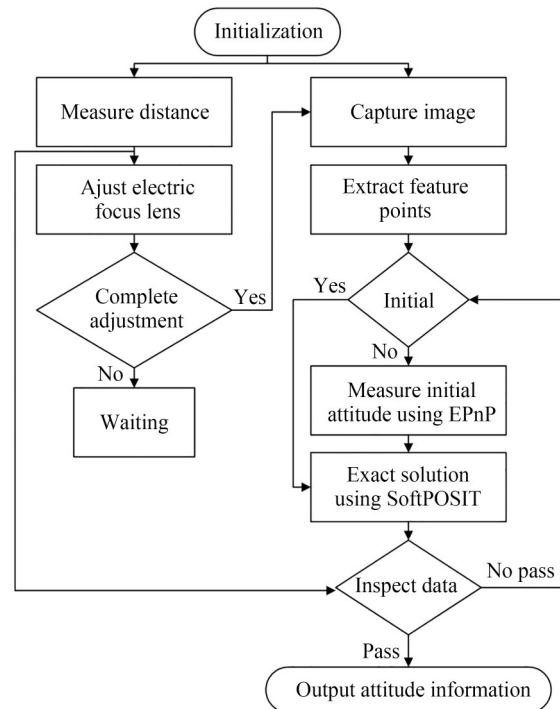 Initialization
Measure distance
Capture image
Ajust electric
focus lens
Extract feature
points
Complete
adjustment
Yes
Yes
Initial
No
No
Waiting
Measure initial
attitude using EPnP
Exact solution
using SoftPOSIT
Inspect data
No pass
Pass
Output attitude information